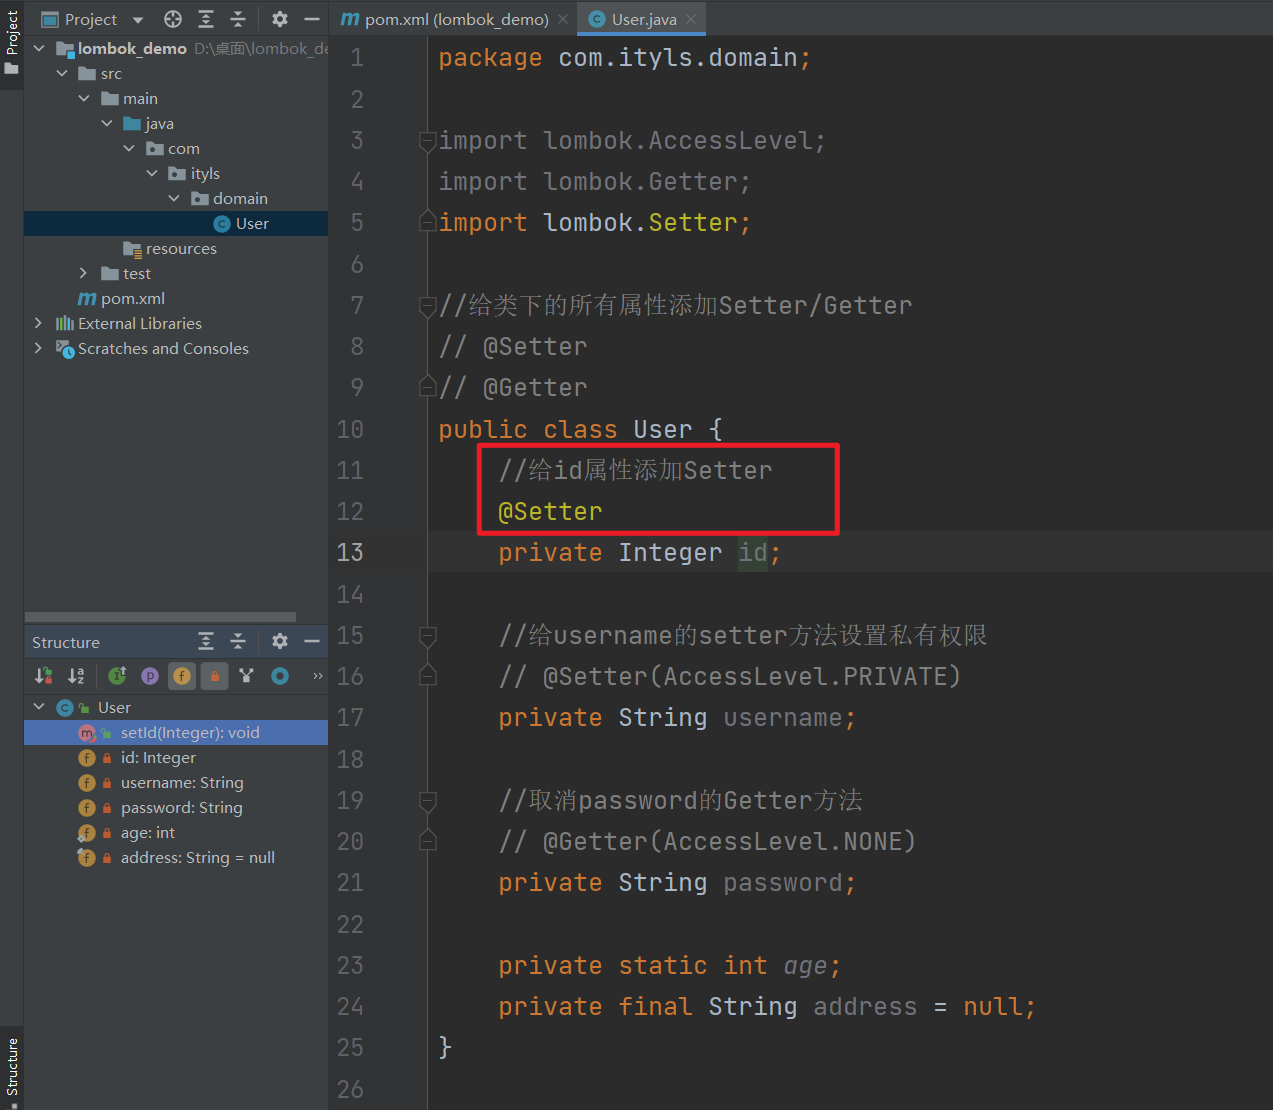 Project
Project
lombok_demo D:\桌面\lombok_de
src
main
java
com
ityls
domain
User
resources
test
pom.xml
External Libraries
Scratches and Consoles
Structure
User
setId(Integer): void
id: Integer
username: String
password: String
age: int
address: String = null
Structure
pom.xml (lombok_demo)
User.java
1 package com.ityls.domain;
2
3 import lombok.AccessLevel;
4 import lombok.Getter;
5 import lombok.Setter;
6
7 //给类下的所有属性添加Setter/Getter
8 // @Setter
9 // @Getter
10 public class User {
11 //给id属性添加Setter
12 @Setter
13 private Integer id;
14
15 //给username的setter方法设置私有权限
16 // @Setter(AccessLevel.PRIVATE)
17 private String username;
18
19 //取消password的Getter方法
20 // @Getter(AccessLevel.NONE)
21 private String password;
22
23 private static int age;
24 private final String address = null;
25 }
26